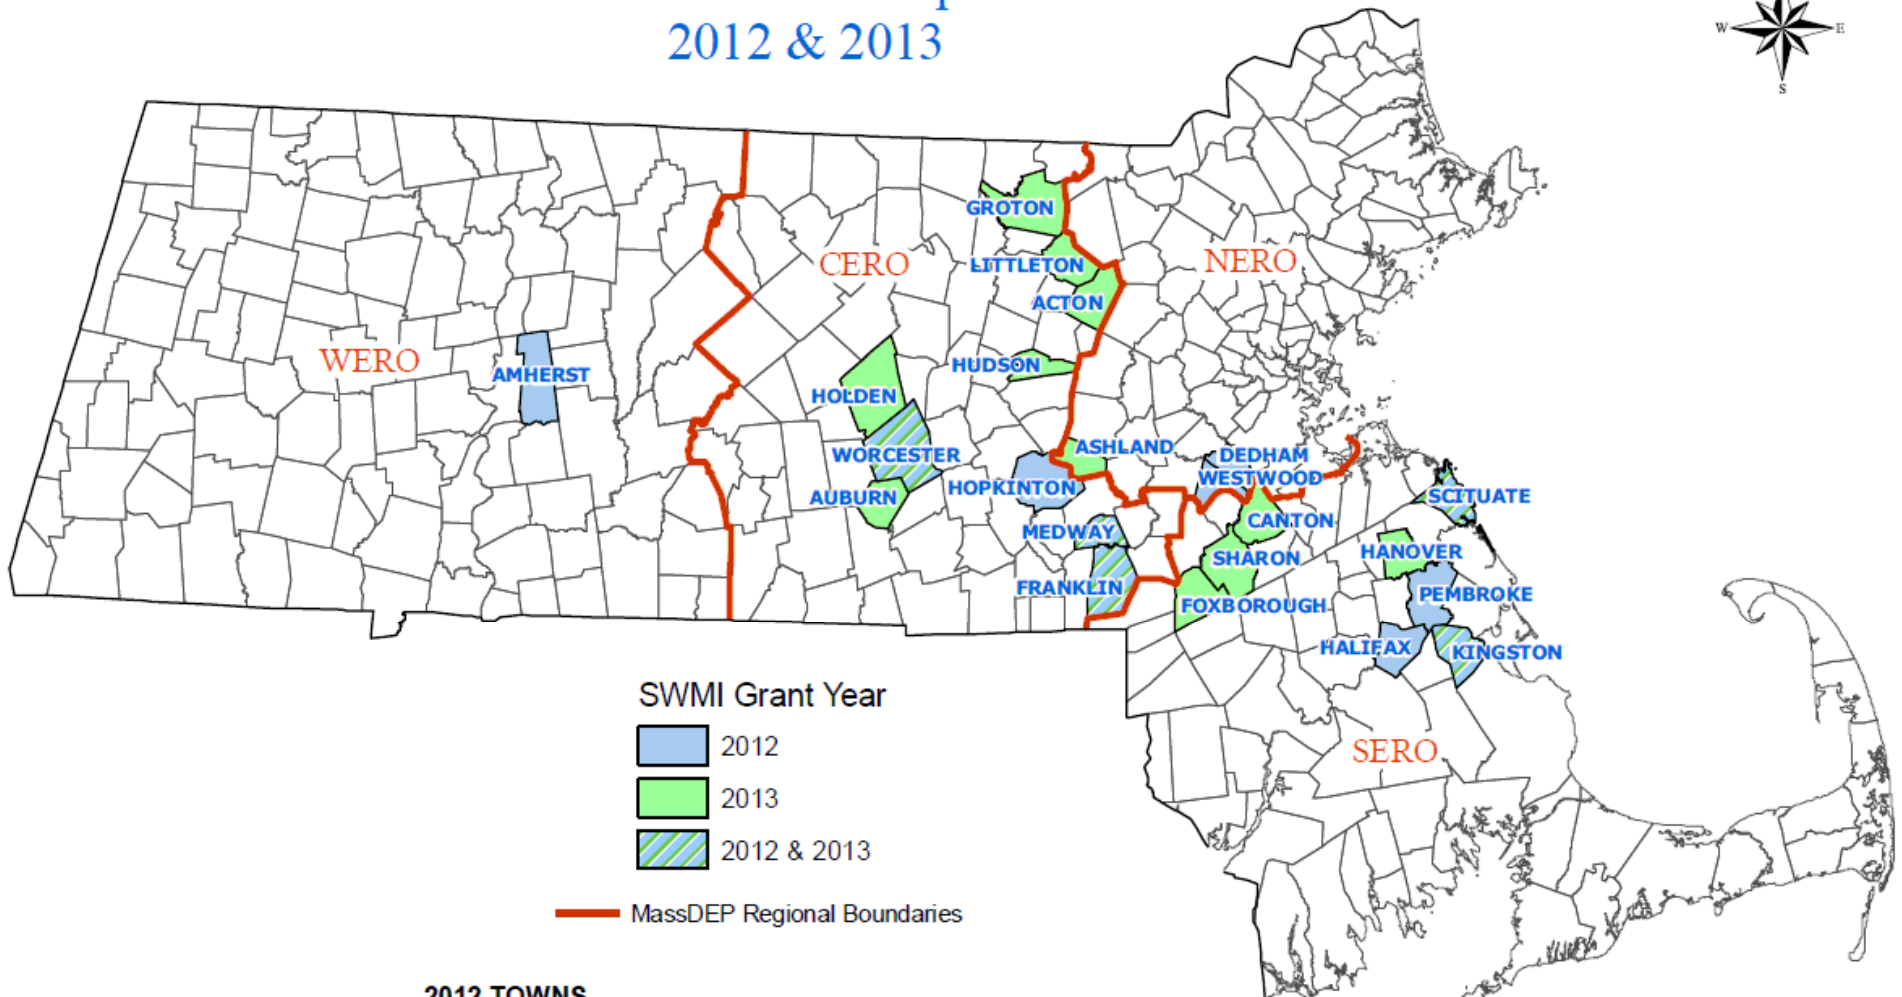 2012 & 2013
W
E
S
GROTON
CERO
NERO
LITTLETON
ACTON
WERO
AMHERST
HUDSON
HOLDEN
WORCESTER
ASHLAND
DEDHAM
WESTWOOD
AUBURN
HOPKINTON
SCITUATE
MEDWAY
CANTON
SHARON
HANOVER
FRANKLIN
FOXBOROUGH
PEMBROKE
HALIFAX
KINGSTON
SWMI Grant Year
2012
2013
2012 & 2013
SERO
MassDEP Regional Boundaries
2012 TOWNS